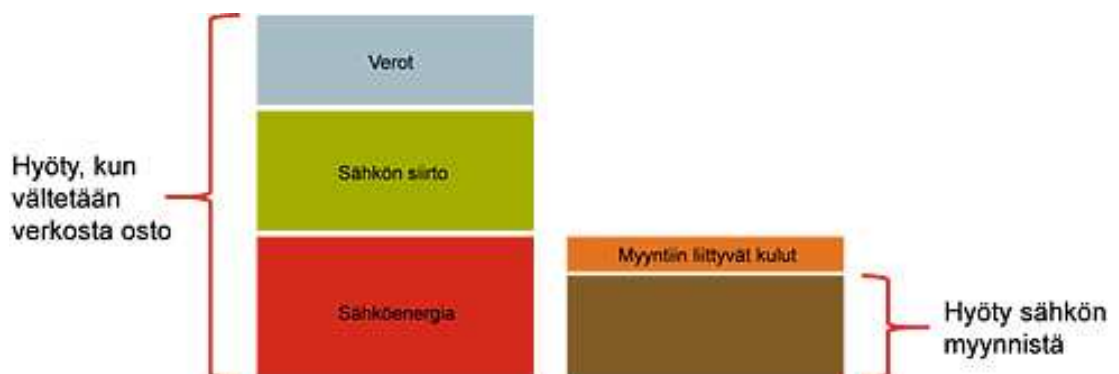 Verot
Sähkön siirto
Hyöty, kun
vältetään
verkosta osto
Sähköenergia
Myyntiin liittyvät kulut
Hyöty sähkön
myynnistä